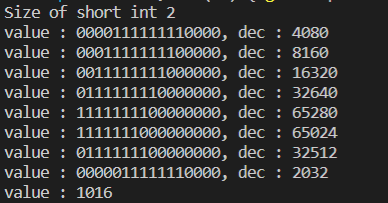 Size of short int 2
value : 0000111111110000, dec : 4080
value : 0001111111100000, dec : 8160
value : 0011111111000000, dec : 16320
value : 0111111110000000, dec : 32640
value : 1111111100000000, dec : 65280
value : 1111111000000000, dec : 65024
value : 0111111100000000, dec : 32512
value : 0000011111110000, dec : 2032
value : 1016